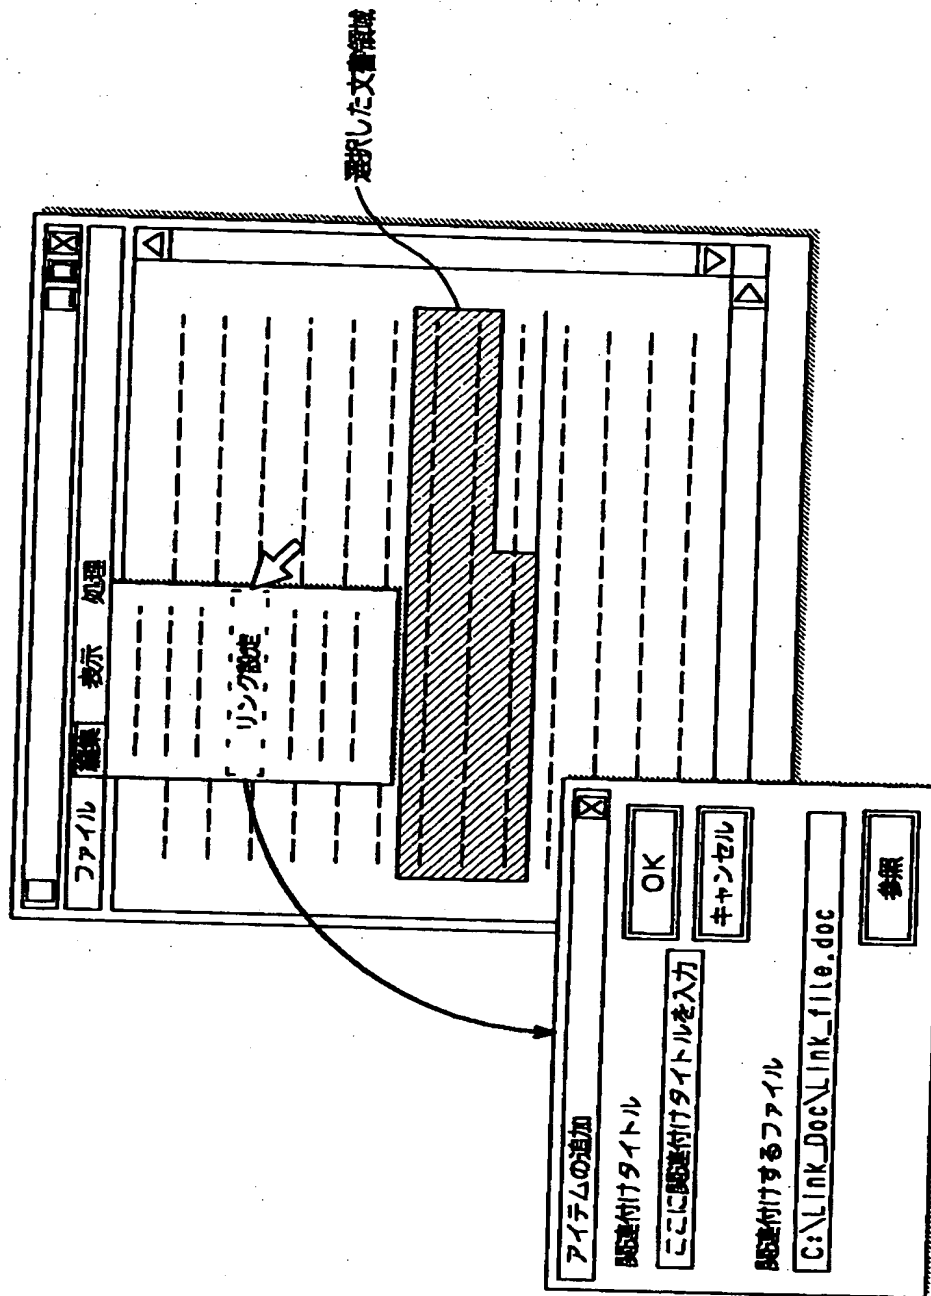 ファイル 編集 表示 処理
リンク設定
選択した文書領域
アイテムの追加
関連付けタイトル
ここに関連付けタイトルを入力
OK
キャンセル
関連付けするファイル
C:\Link_Doc\Link_file.doc
参照